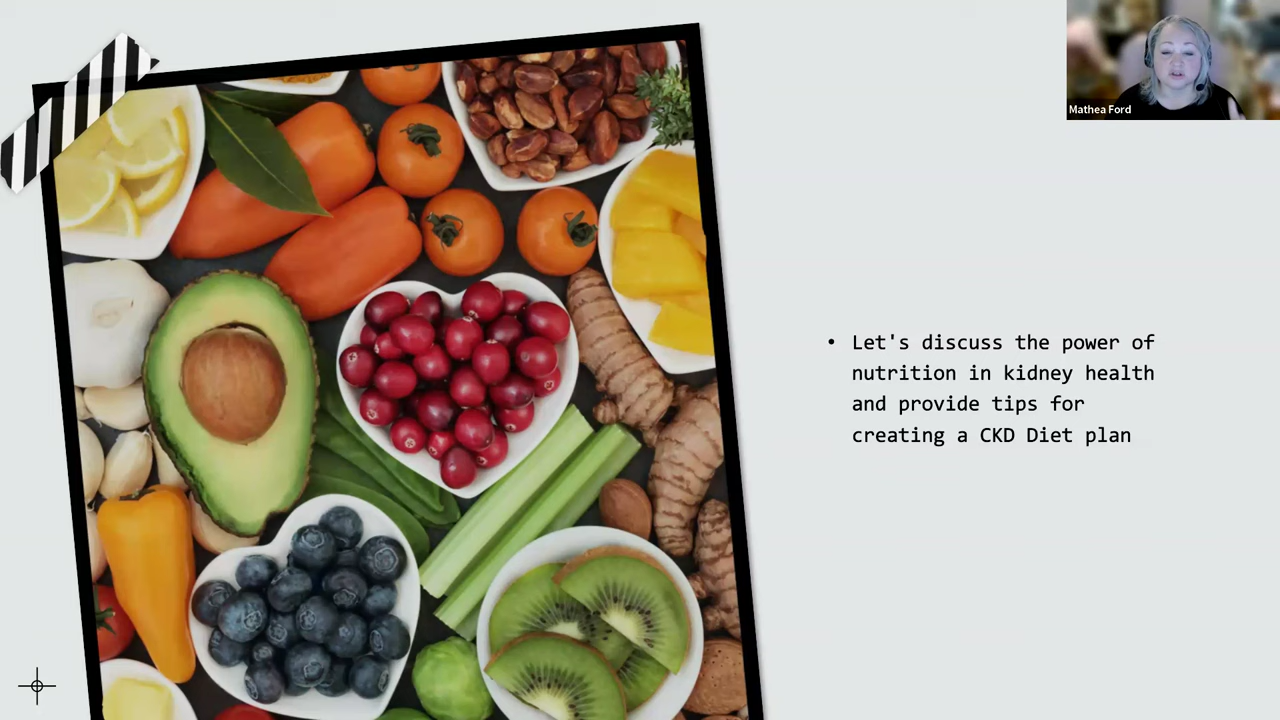 Mathea Ford
• Let's discuss the power of
nutrition in kidney health
and provide tips for
creating a CKD Diet plan